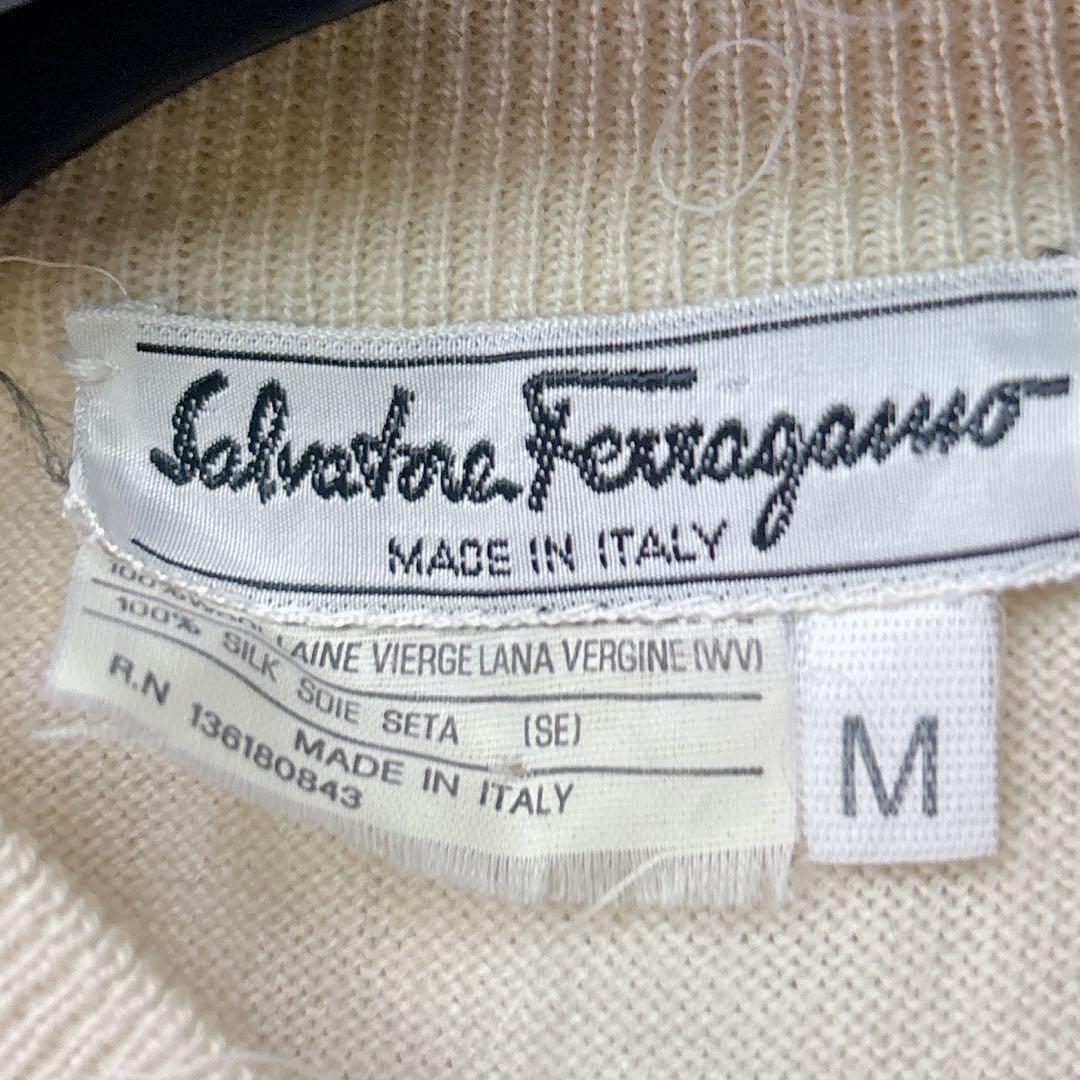 Salvatore Ferragamo
MADE IN ITALY
100% LAINE VIERGE LANA VERGINE (WV)
100% SILK SOIE SETA (SE)
MADE IN ITALY
R.N 136180843
M